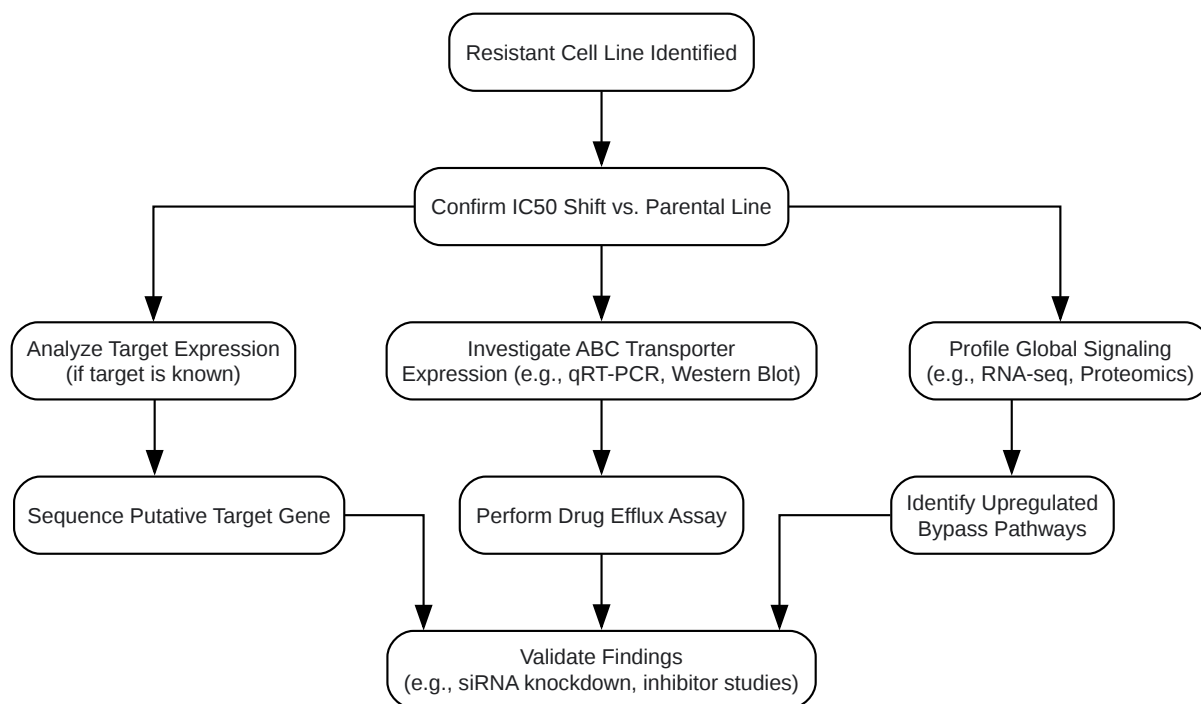 Resistant Cell Line Identified
Confirm IC50 Shift vs. Parental Line
Analyze Target Expression
(if target is known)
Investigate ABC Transporter
Expression (e.g., qRT-PCR, Western Blot)
Profile Global Signaling
(e.g., RNA-seq, Proteomics)
Sequence Putative Target Gene
Perform Drug Efflux Assay
Identify Upregulated
Bypass Pathways
Validate Findings
(e.g., siRNA knockdown, inhibitor studies)